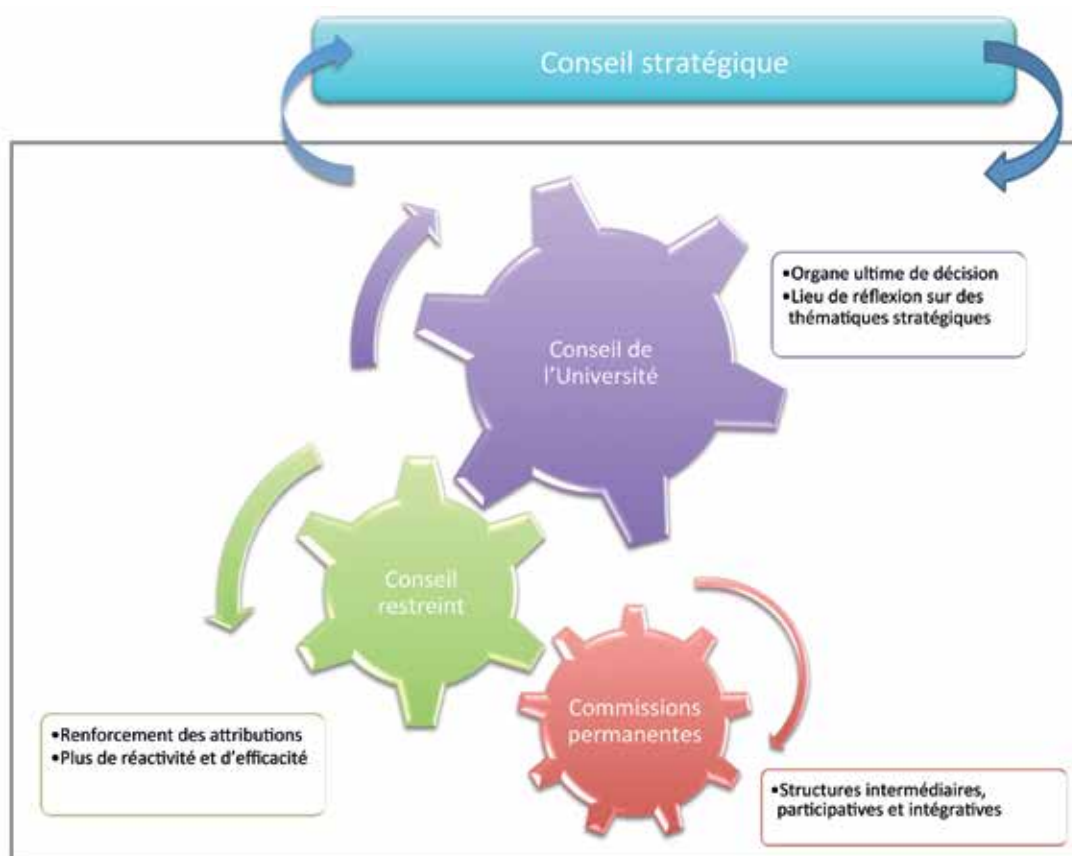 Conseil stratégique
•Organe ultime de décision
•Lieu de réflexion sur des
thématiques stratégiques
Conseil de
l'Université
Conseil
restreint
Commissions
permanentes
•Renforcement des attributions
•Plus de réactivité et d'efficacité
•Structures intermédiaires,
participatives et intégratives